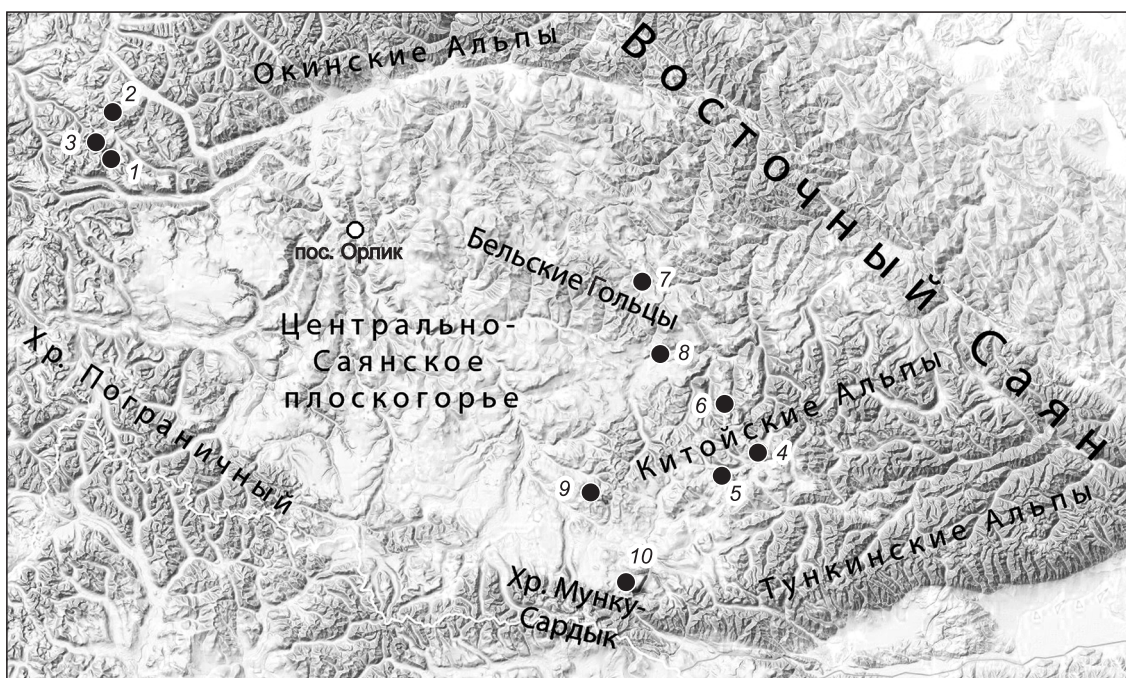 Окинские Альпы
Восточный Саян
2
3
1
пос. Орлик
Бельские Гольцы
7
Центрально-
Саянское
плоскогорье
8
Хр. Пограничный
6
Китойские Альпы
4
5
9
Тункинские Альпы
10
Хр. Мунку-
Сардык